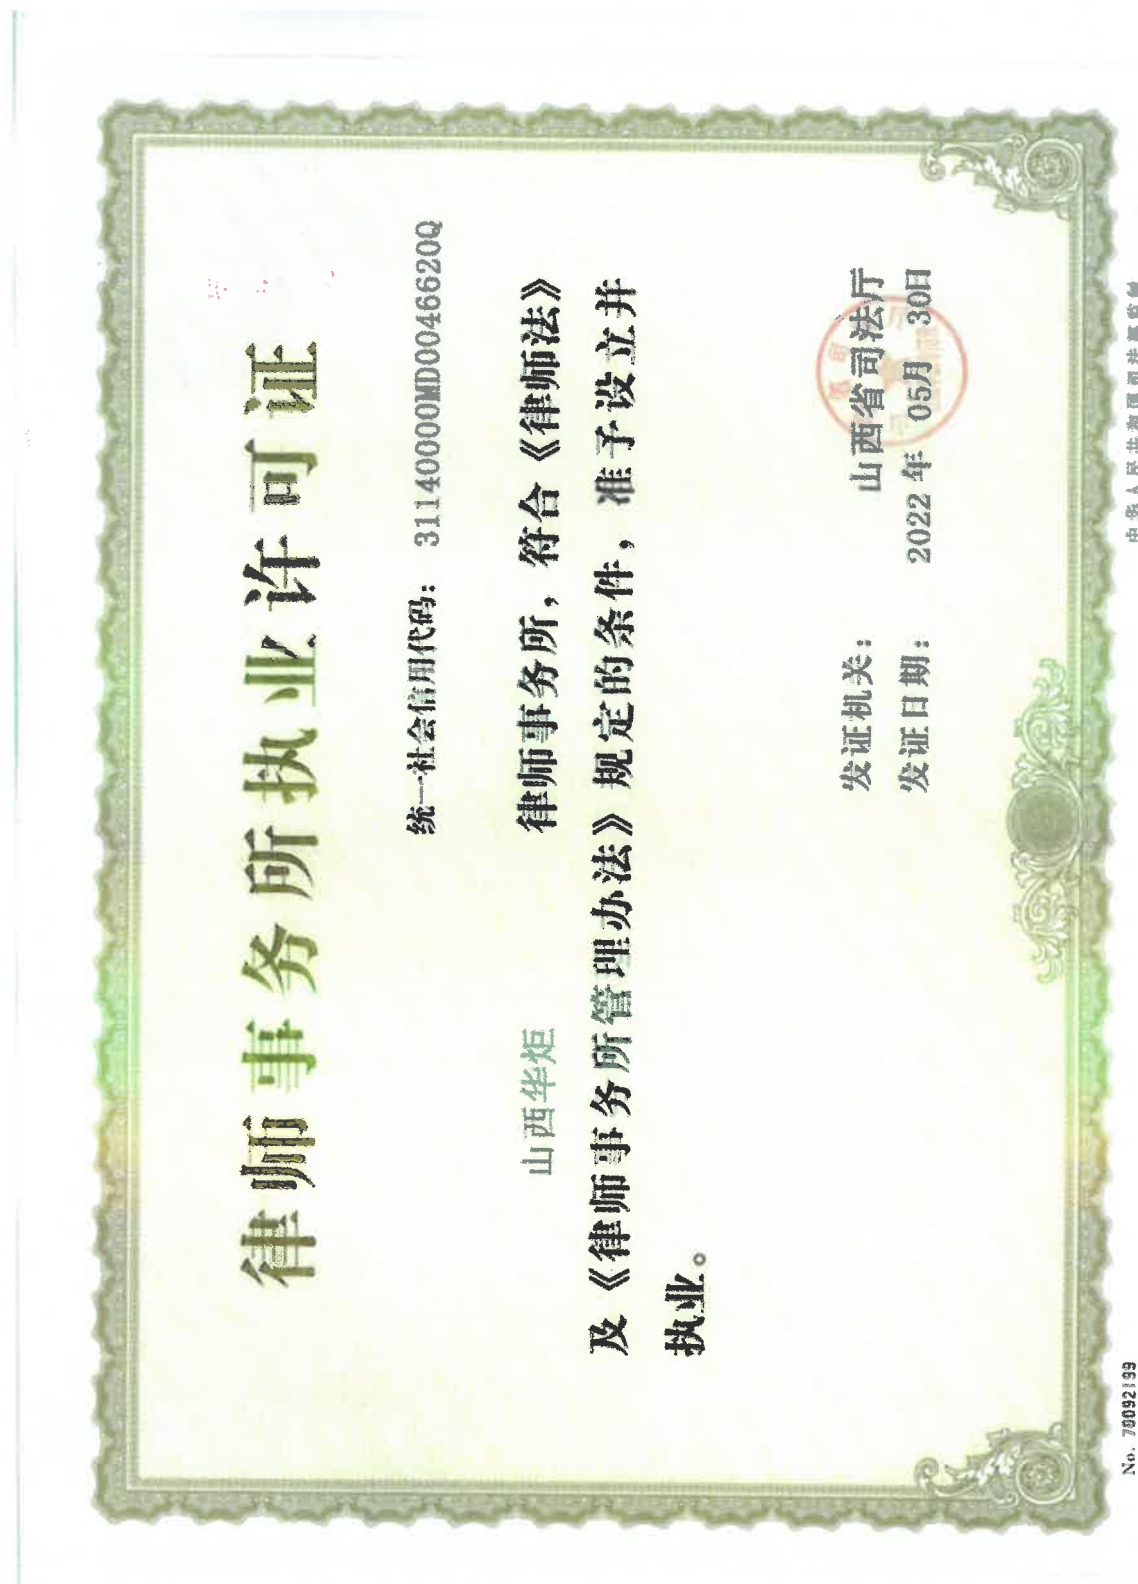 律师事务所执业许可证
统一社会信用代码: 31140000MD0046620Q
山西华炬 律师事务所，符合《律师法》
及《律师事务所管理办法》规定的条件，准予设立并
执业。
发证机关: 山西省司法厅
发证日期: 2022 年 05月 30日
No. 70092199